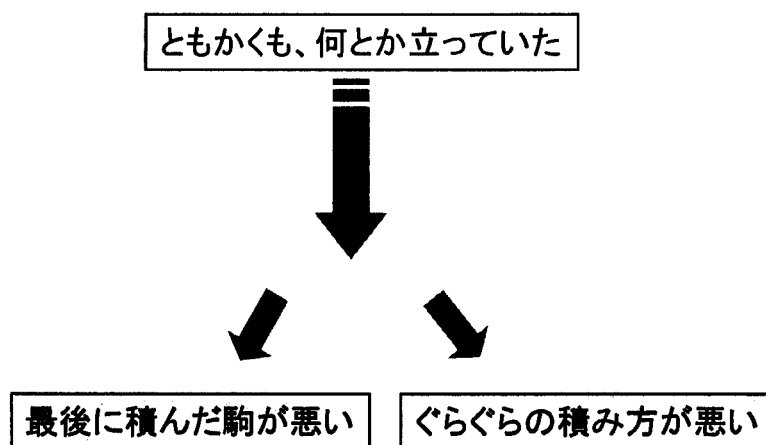 ともかくも、何とか立っていた
最後に積んだ駒が悪い
ぐらぐらの積み方が悪い